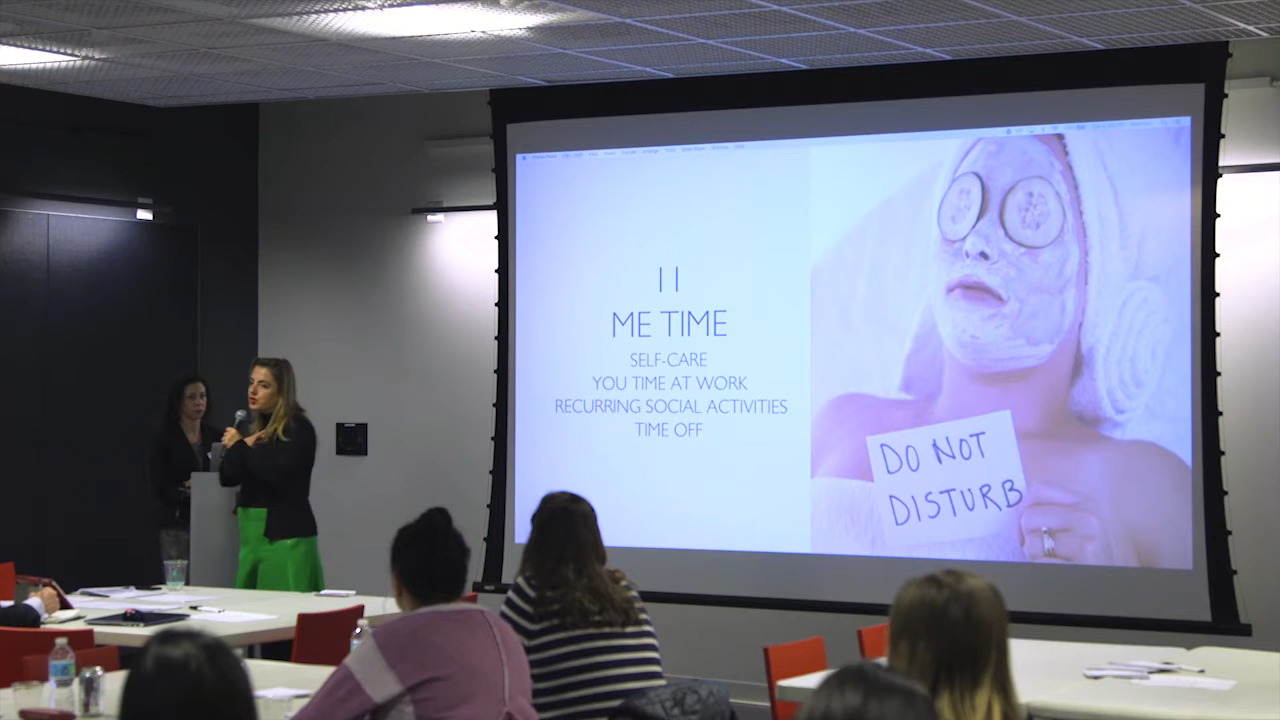 11
ME TIME
SELF-CARE
YOU TIME AT WORK
RECURRING SOCIAL ACTIVITIES
TIME OFF
DO NOT
DISTURB